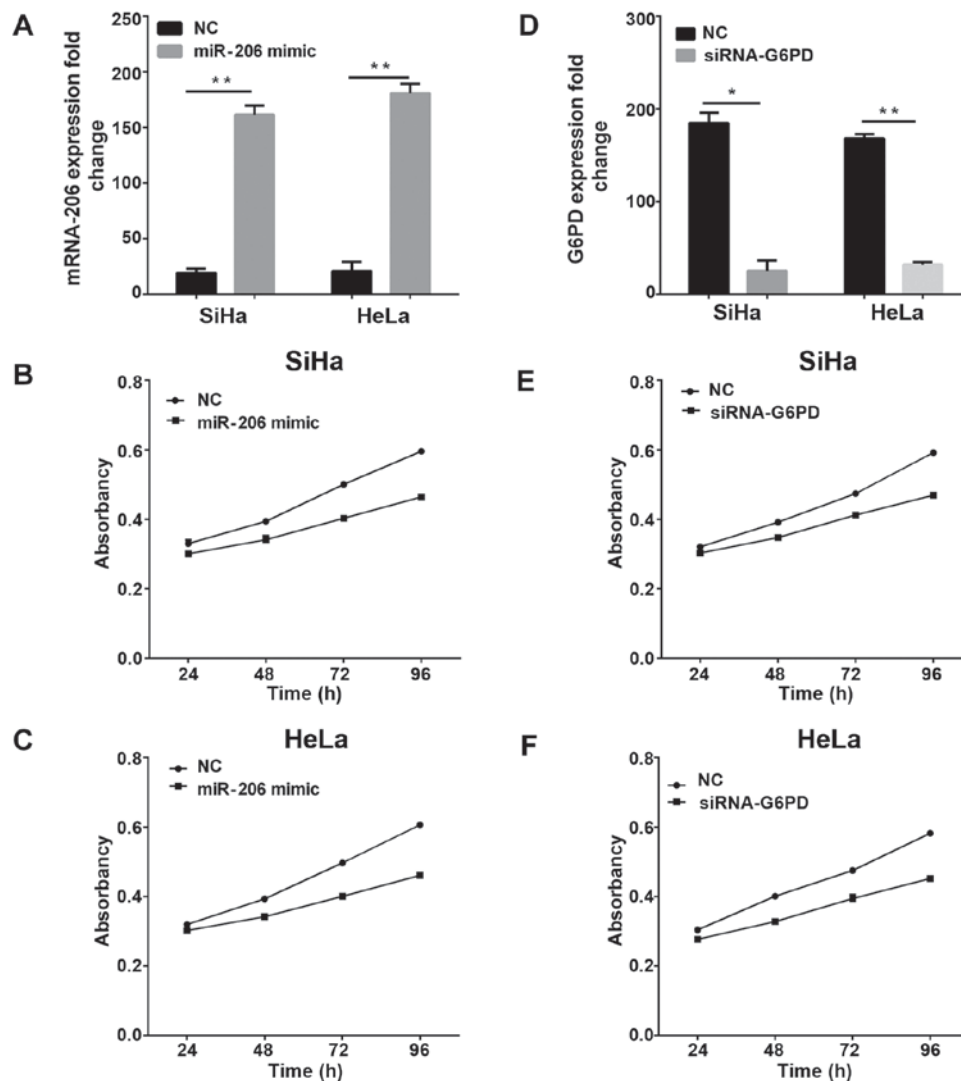 A
NC
miR-206 mimic
mRNA-206 expression fold
change
250
200
150
100
50
0
**
**
SiHa
HeLa
D
NC
siRNA-G6PD
G6PD expression fold
change
300
200
100
0
*
**
SiHa
HeLa
B
SiHa
NC
miR-206 mimic
Absorbancy
0.8
0.6
0.4
0.2
0.0
24
48
72
96
Time (h)
E
SiHa
NC
siRNA-G6PD
Absorbancy
0.8
0.6
0.4
0.2
0.0
24
48
72
96
Time (h)
C
HeLa
NC
miR-206 mimic
Absorbancy
0.8
0.6
0.4
0.2
0.0
24
48
72
96
Time (h)
F
HeLa
NC
siRNA-G6PD
Absorbancy
0.8
0.6
0.4
0.2
0.0
24
48
72
96
Time (h)